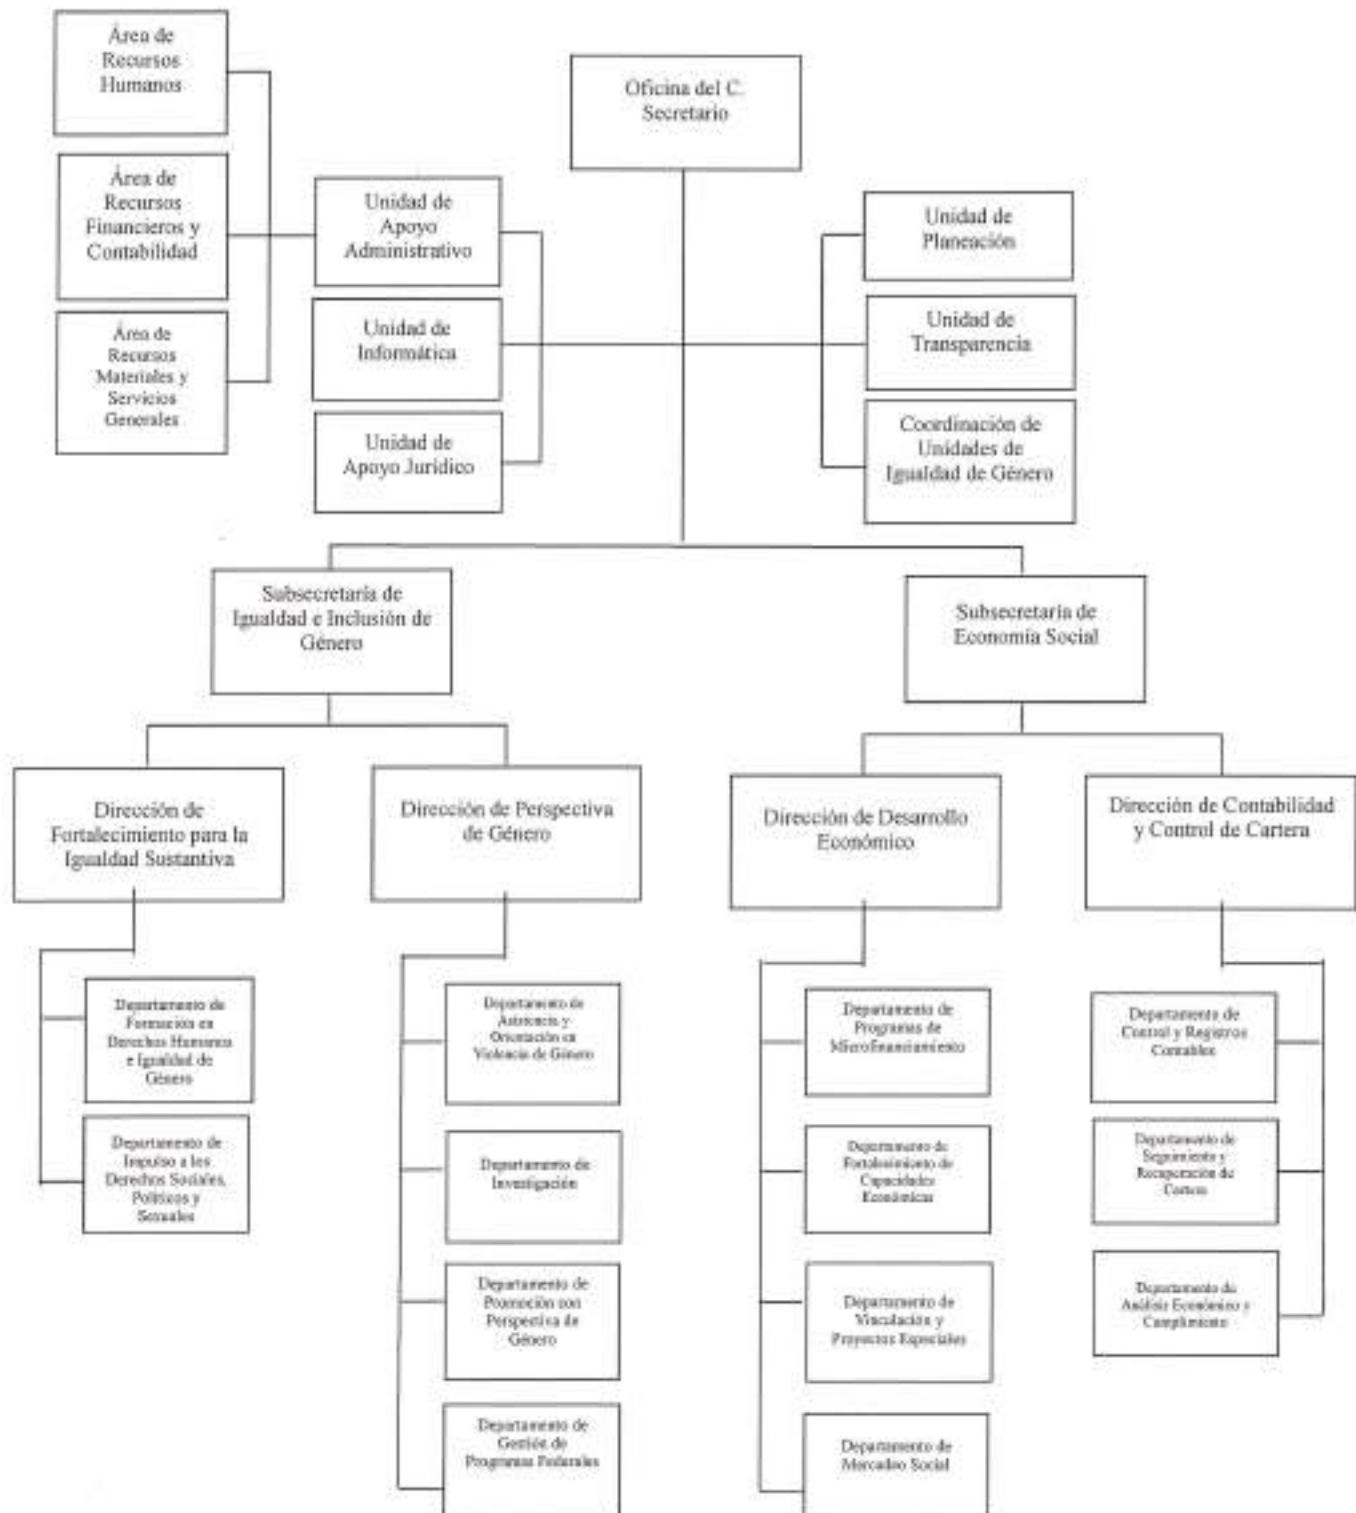 Área de
Recursos
Humanos
Oficina del C.
Secretario
Área de
Recursos
Financieros y
Contabilidad
Unidad de
Apoyo
Administrativo
Unidad de
Planeación
Unidad de
Informática
Unidad de
Transparencia
Área de
Recursos
Materiales y
Servicios
Generales
Unidad de
Apoyo Jurídico
Coordinación de
Unidades de
Igualdad de Género
Subsecretaría de
Igualdad e Inclusión de
Género
Subsecretaría de
Economía Social
Dirección de
Fortalecimiento para la
Igualdad Sustantiva
Dirección de Perspectiva
de Género
Dirección de Desarrollo
Económico
Dirección de Contabilidad
y Control de Cartera
Departamento de
Formación en
Derechos Humanos
e Igualdad de
Género
Departamento de
Impulso a los
Derechos Sociales,
Políticos y
Sexuales
Departamento de
Asistencia y
Orientación en
Violencia de Género
Departamento de
Investigación
Departamento de
Promoción con
Perspectiva de
Género
Departamento de
Gestión de
Programas Federales
Departamento de
Programas de
Microfinanciamiento
Departamento de
Fortalecimiento de
Capacidades
Económicas
Departamento de
Vinculación y
Proyectos Especiales
Departamento de
Mercadeo Social
Departamento de
Control y Registros
Contables
Departamento de
Seguimiento y
Recuperación de
Cartera
Departamento de
Análisis Económico y
Cumplimiento